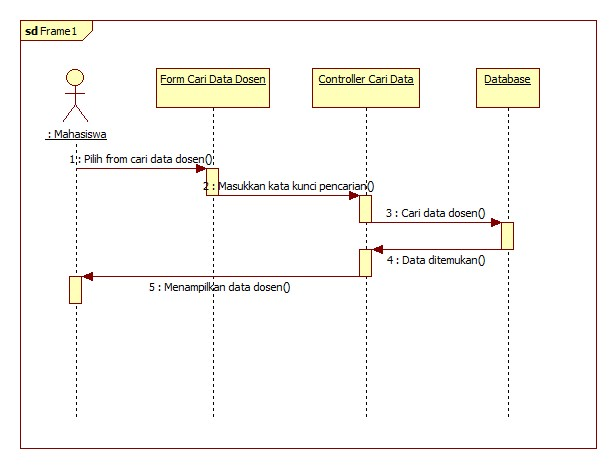 sd Frame1
Form Cari Data Dosen
Controller Cari Data
Database
: Mahasiswa
1 : Pilih from cari data dosen()
2 : Masukkan kata kunci pencarian()
3 : Cari data dosen()
4 : Data ditemukan()
5 : Menampilkan data dosen()